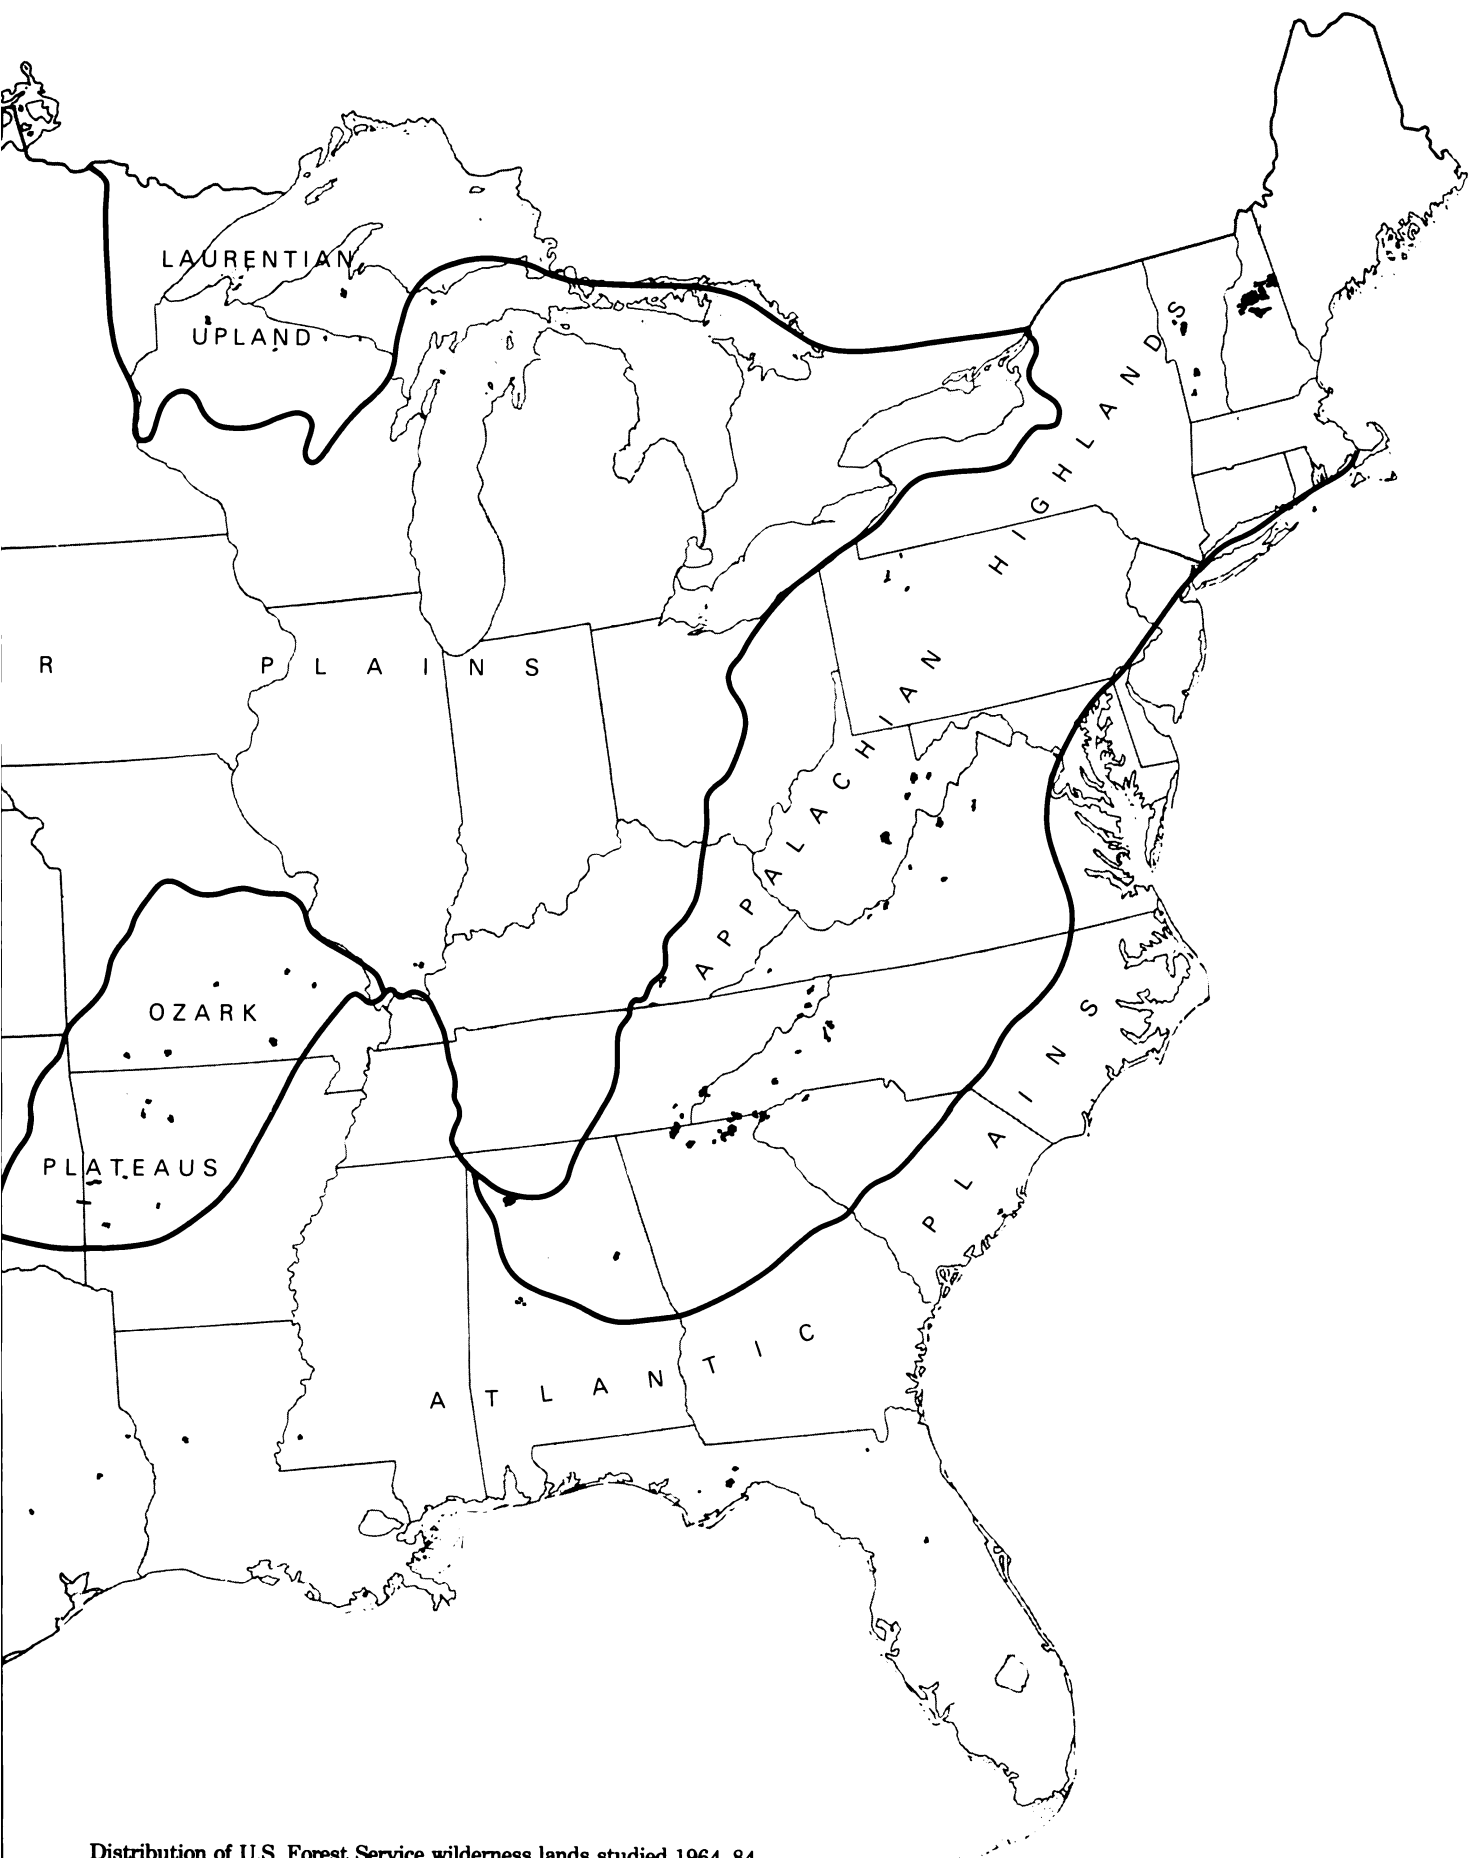 LAURENTIAN
UPLAND
R PLAINS
APPALACHIAN HIGHLANDS
OZARK
PLATEAUS
ATLANTIC PLAINS
Distribution of U.S. Forest Service wilderness lands studied 1964–84